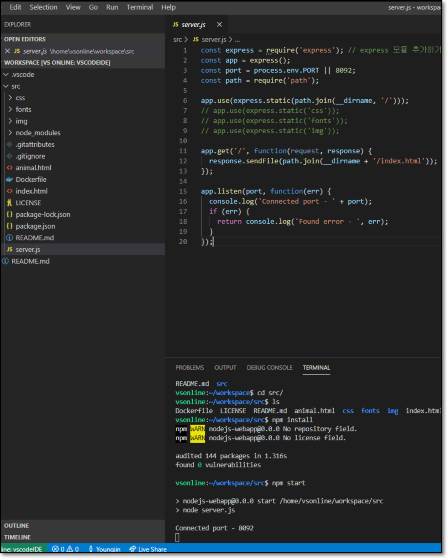 Edit Selection View Go Run Terminal Help server.js - workspa
EXPLORER
OPEN EDITORS
JS server.js \home\vsonline\workspace\src
WORKSPACE [VS ONLINE: VSCODEIDE]
.vscode
src
css
fonts
img
node_modules
.gitattributes
.gitignore
animal.html
Dockerfile
index.html
LICENSE
package-lock.json
package.json
README.md
JS server.js
README.md
OUTLINE
TIMELINE
JS server.js
src > JS server.js > ...
1 const express = require('express'); // express 모듈 추가하기
2 const app = express();
3 const port = process.env.PORT || 8092;
4 const path = require('path');
5
6 app.use(express.static(path.join(__dirname, '/')));
7 // app.use(express.static('css'));
8 // app.use(express.static('fonts'));
9 // app.use(express.static('img'));
10
11 app.get('/', function(request, response) {
12 response.sendFile(path.join(__dirname + '/index.html'));
13 });
14
15 app.listen(port, function(err) {
16 console.log('Connected port - ' + port);
17 if (err) {
18 return console.log('Found error - ', err);
19 }
20 });
PROBLEMS OUTPUT DEBUG CONSOLE TERMINAL
README.md src
vsonline:~/workspace$ cd src/
vsonline:~/workspace/src$ ls
Dockerfile LICENSE README.md animal.html css fonts img index.html
vsonline:~/workspace/src$ npm install
npm WARN nodejs-webapp@0.0.0 No repository field.
npm WARN nodejs-webapp@0.0.0 No license field.
audited 144 packages in 1.316s
found 0 vulnerabilities
vsonline:~/workspace/src$ npm start
> nodejs-webapp@0.0.0 start /home/vsonline/workspace/src
> node server.js
Connected port - 8092
line: vscodeIDE 0 0 Youngin Live Share